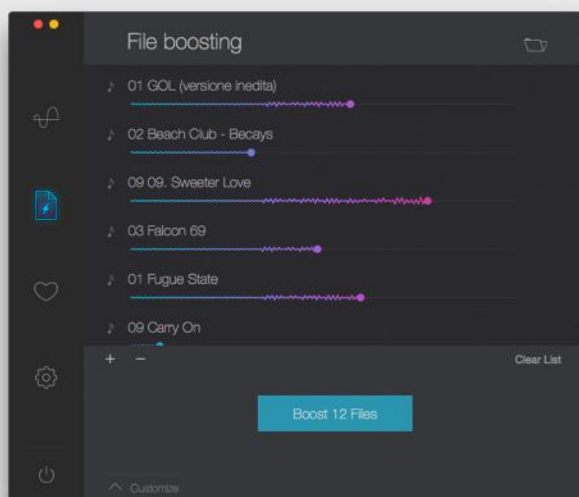 File boosting
01 GOL (versione inedita)
02 Beach Club - Becays
09 09. Sweeter Love
03 Falcon 69
01 Fugue State
09 Carry On
+ − Clear List
Boost 12 Files
Customize